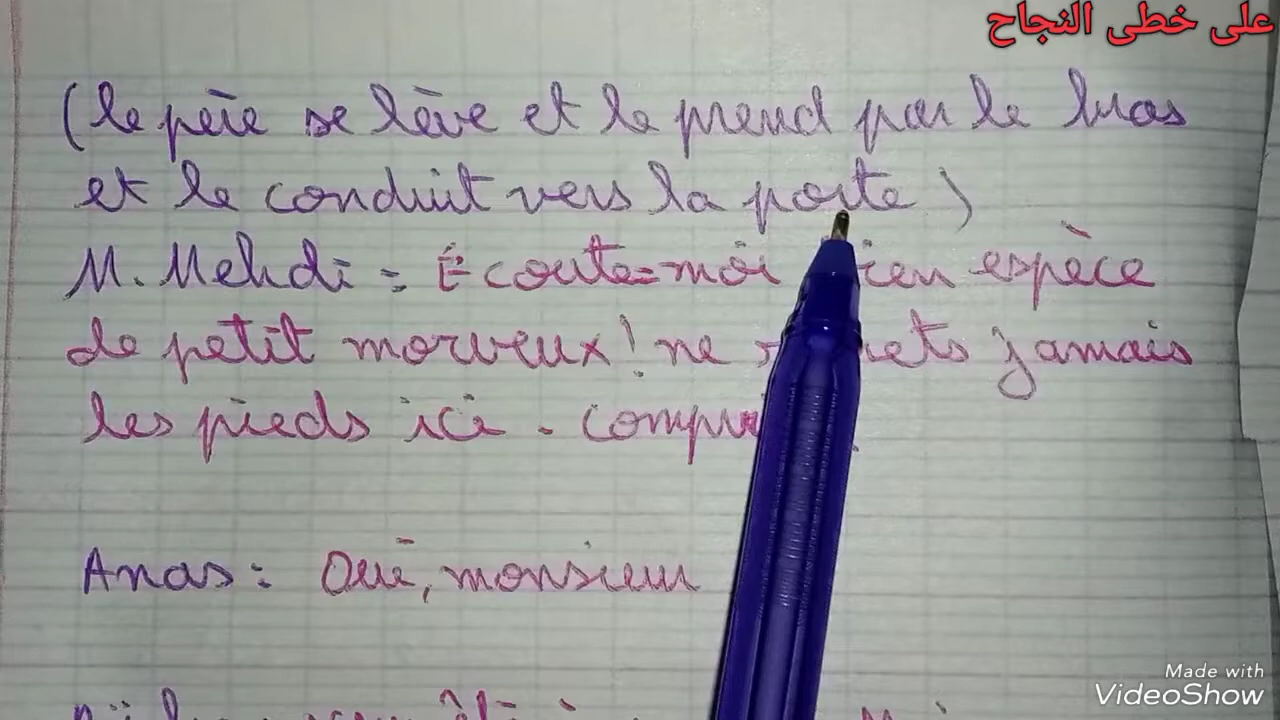 على خطى النجاح
(le père se lève et le prend par le bras
et le conduit vers la porte)
M. Mehdi : Écoute-moi espèce
de petit morveux ! ne jamais
les pieds ici.
Anas : Oui, monsieur
Made with
VideoShow